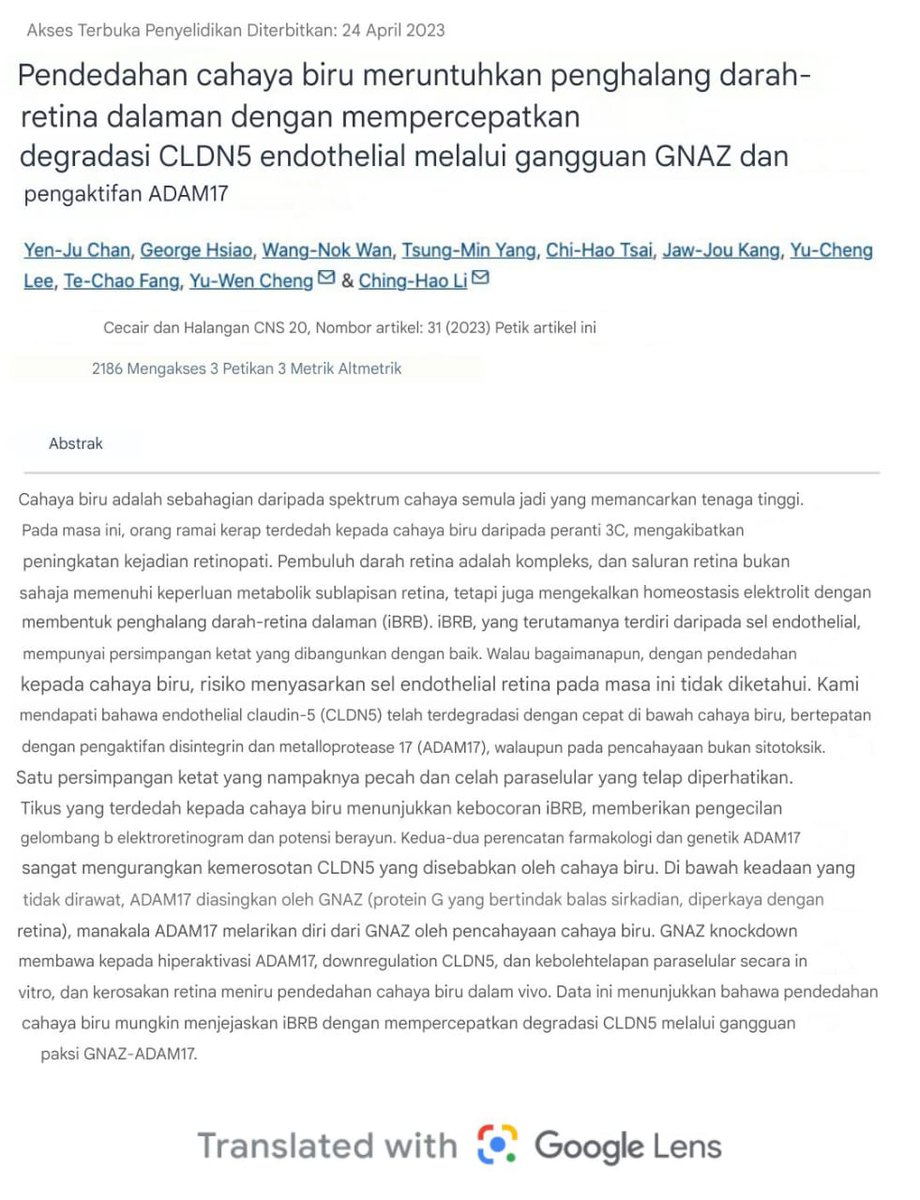 Akses Terbuka Penyelidikan Diterbitkan: 24 April 2023
Pendedahan cahaya biru meruntuhkan penghalang darah-
retina dalaman dengan mempercepatkan
degradasi CLDN5 endothelial melalui gangguan GNAZ dan
pengaktifan ADAM17
Yen-Ju Chan, George Hsiao, Wang-Nok Wan, Tsung-Min Yang, Chi-Hao Tsai, Jaw-Jou Kang, Yu-Cheng
Lee, Te-Chao Fang, Yu-Wen Cheng & Ching-Hao Li
Cecair dan Halangan CNS 20, Nombor artikel: 31 (2023) Petik artikel ini
2186 Mengakses 3 Petikan 3 Metrik Altmetrik
Abstrak
Cahaya biru adalah sebahagian daripada spektrum cahaya semula jadi yang memancarkan tenaga tinggi.
Pada masa ini, orang ramai kerap terdedah kepada cahaya biru daripada peranti 3C, mengakibatkan
peningkatan kejadian retinopati. Pembuluh darah retina adalah kompleks, dan saluran retina bukan
sahaja memenuhi keperluan metabolik sublapisan retina, tetapi juga mengekalkan homeostasis elektrolit dengan
membentuk penghalang darah-retina dalaman (iBRB). iBRB, yang terutamanya terdiri daripada sel endothelial,
mempunyai persimpangan ketat yang dibangunkan dengan baik. Walau bagaimanapun, dengan pendedahan
kepada cahaya biru, risiko menyasarkan sel endothelial retina pada masa ini tidak diketahui. Kami
mendapati bahawa endothelial claudin-5 (CLDN5) telah terdegradasi dengan cepat di bawah cahaya biru, bertepatan
dengan pengaktifan disintegrin dan metalloprotease 17 (ADAM17), walaupun pada pencahayaan bukan sitotoksik.
Satu persimpangan ketat yang nampaknya pecah dan celah paraselular yang telap diperhatikan.
Tikus yang terdedah kepada cahaya biru menunjukkan kebocoran iBRB, memberikan pengecilan
gelombang b elektroretinogram dan potensi berayun. Kedua-dua perencatan farmakologi dan genetik ADAM17
sangat mengurangkan kemerosotan CLDN5 yang disebabkan oleh cahaya biru. Di bawah keadaan yang
tidak dirawat, ADAM17 diasingkan oleh GNAZ (protein G yang bertindak balas sirkadian, diperkaya dengan
retina), manakala ADAM17 melarikan diri dari GNAZ oleh pencahayaan cahaya biru. GNAZ knockdown
membawa kepada hiperaktivasi ADAM17, downregulation CLDN5, dan kebolehtelapan paraselular secara in
vitro, dan kerosakan retina meniru pendedahan cahaya biru dalam vivo. Data ini menunjukkan bahawa pendedahan
cahaya biru mungkin menjejaskan iBRB dengan mempercepatkan degradasi CLDN5 melalui gangguan
paksi GNAZ-ADAM17.
Translated with Google Lens